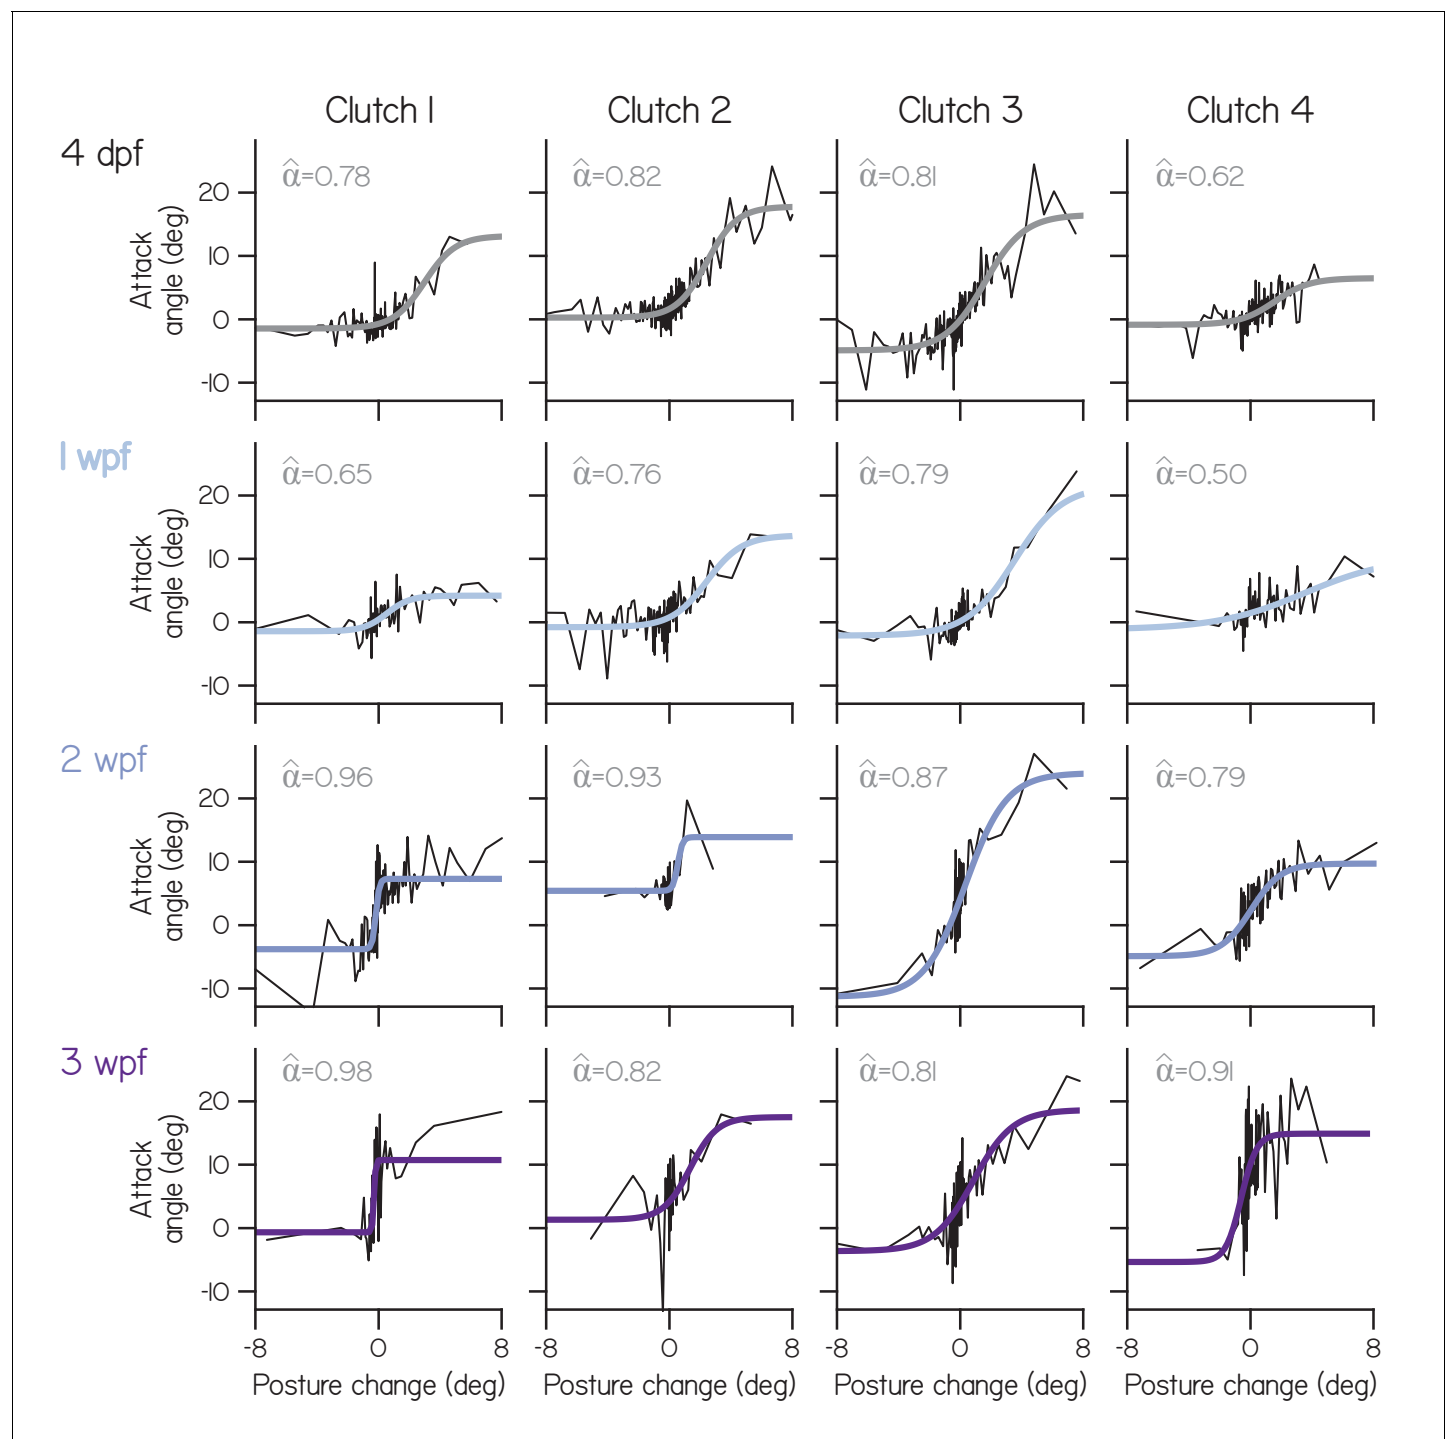 Clutch 1 Clutch 2 Clutch 3 Clutch 4
4 dpf
α̂=0.78 α̂=0.82 α̂=0.81 α̂=0.62
Attack
angle (deg)
20
10
0
-10
1 wpf
α̂=0.65 α̂=0.76 α̂=0.79 α̂=0.50
Attack
angle (deg)
20
10
0
-10
2 wpf
α̂=0.96 α̂=0.93 α̂=0.87 α̂=0.79
Attack
angle (deg)
20
10
0
-10
3 wpf
α̂=0.98 α̂=0.82 α̂=0.81 α̂=0.91
Attack
angle (deg)
20
10
0
-10
-8 0 8 -8 0 8 -8 0 8 -8 0 8
Posture change (deg) Posture change (deg) Posture change (deg) Posture change (deg)